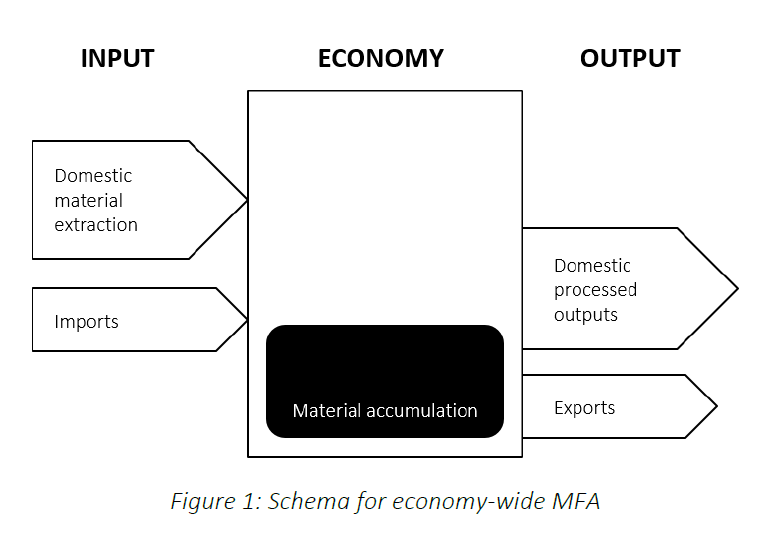 INPUT
ECONOMY
OUTPUT
Domestic
material
extraction
Imports
Material accumulation
Domestic
processed
outputs
Exports
Figure 1: Schema for economy-wide MFA